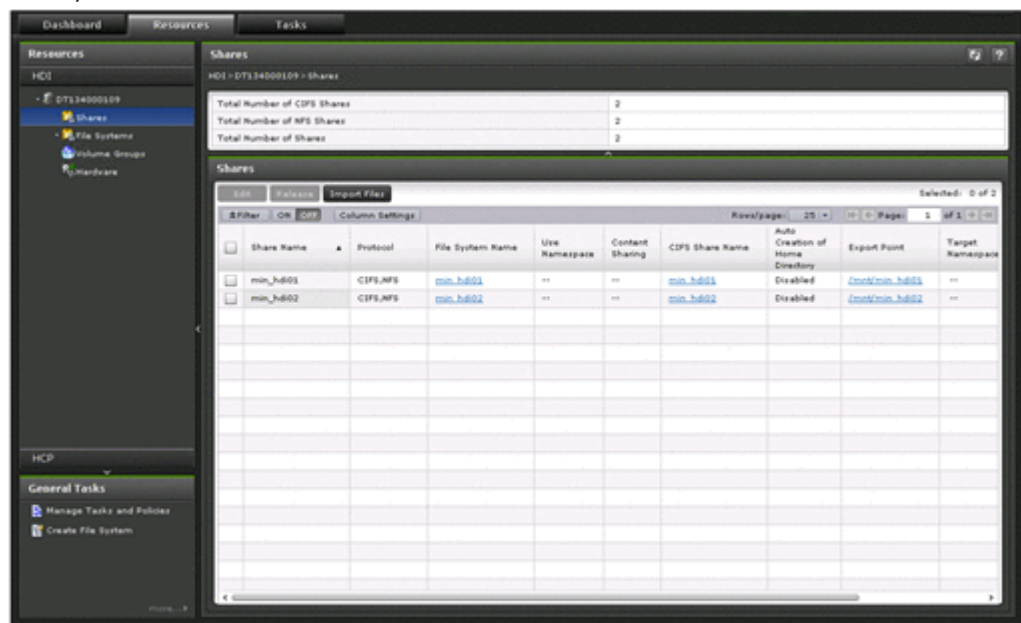 Dashboard Resources Tasks
Resources
HDI
DT134000109
Shares
File Systems
Volume Groups
Hardware
HCP
General Tasks
Manage Tasks and Policies
Create File System
more...
Shares
HDI > DT134000109 > Shares
Total Number of CIFS Shares 2
Total Number of NFS Shares 2
Total Number of Shares 2
Shares
Edit Release Import Files Selected: 0 of 2
Filter ON OFF Column Settings Rows/page: 25 Page: 1 of 1
Share Name Protocol File System Name Use Namespace Content Sharing CIFS Share Name Auto Creation of Home Directory Export Point Target Namespace
min_hdi01 CIFS,NFS min_hdi01 -- -- min_hdi01 Disabled /mnt/min_hdi01 --
min_hdi02 CIFS,NFS min_hdi02 -- -- min_hdi02 Disabled /mnt/min_hdi02 --